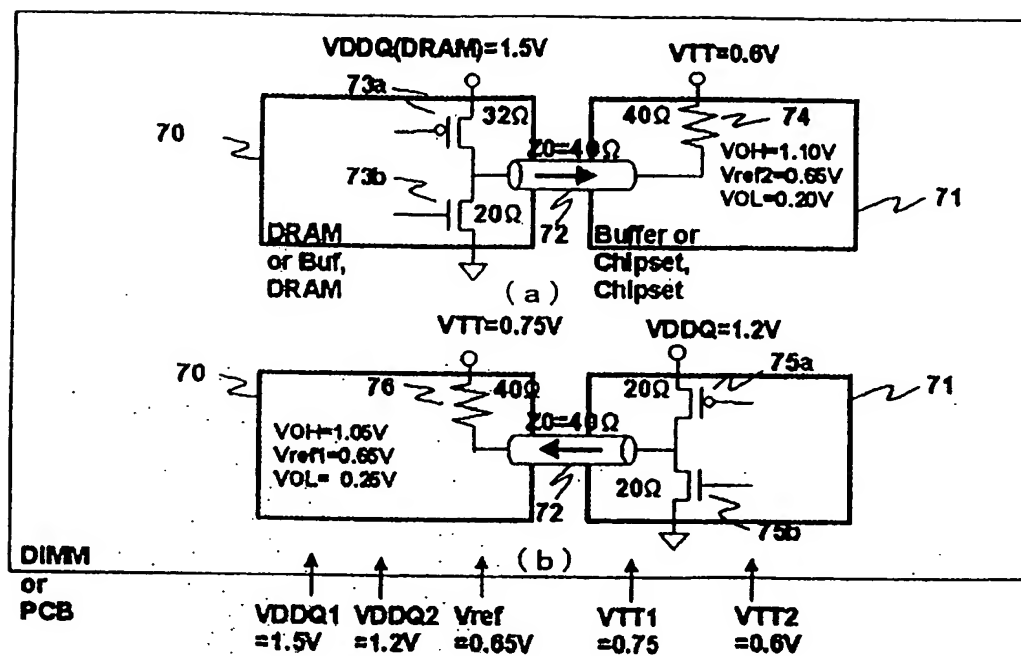 VDDQ(DRAM)=1.5V
VTT=0.6V
73a
70
32Ω
40Ω
74
Z0=40Ω
VOH=1.10V
Vref2=0.65V
VOL=0.20V
73b
20Ω
72
71
DRAM
or Buf,
DRAM
Buffer or
Chipset,
Chipset
(a)
VTT=0.75V
VDDQ=1.2V
70
76
40Ω
20Ω
75a
71
Z0=40Ω
VOH=1.05V
Vref1=0.65V
VOL= 0.25V
20Ω
72
75b
(b)
DIMM
or
PCB
VDDQ1
=1.5V
VDDQ2
=1.2V
Vref
=0.65V
VTT1
=0.75
VTT2
=0.6V